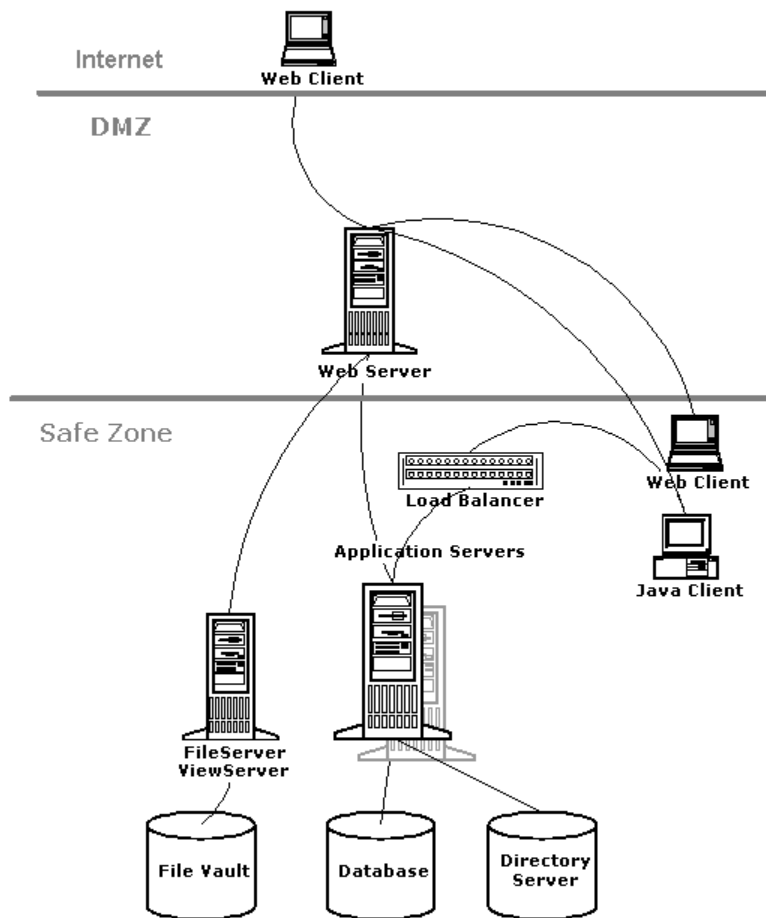 Internet
Web Client
DMZ
Web Server
Safe Zone
Web Client
Load Balancer
Application Servers
Java Client
FileServer
ViewServer
File Vault
Database
Directory
Server